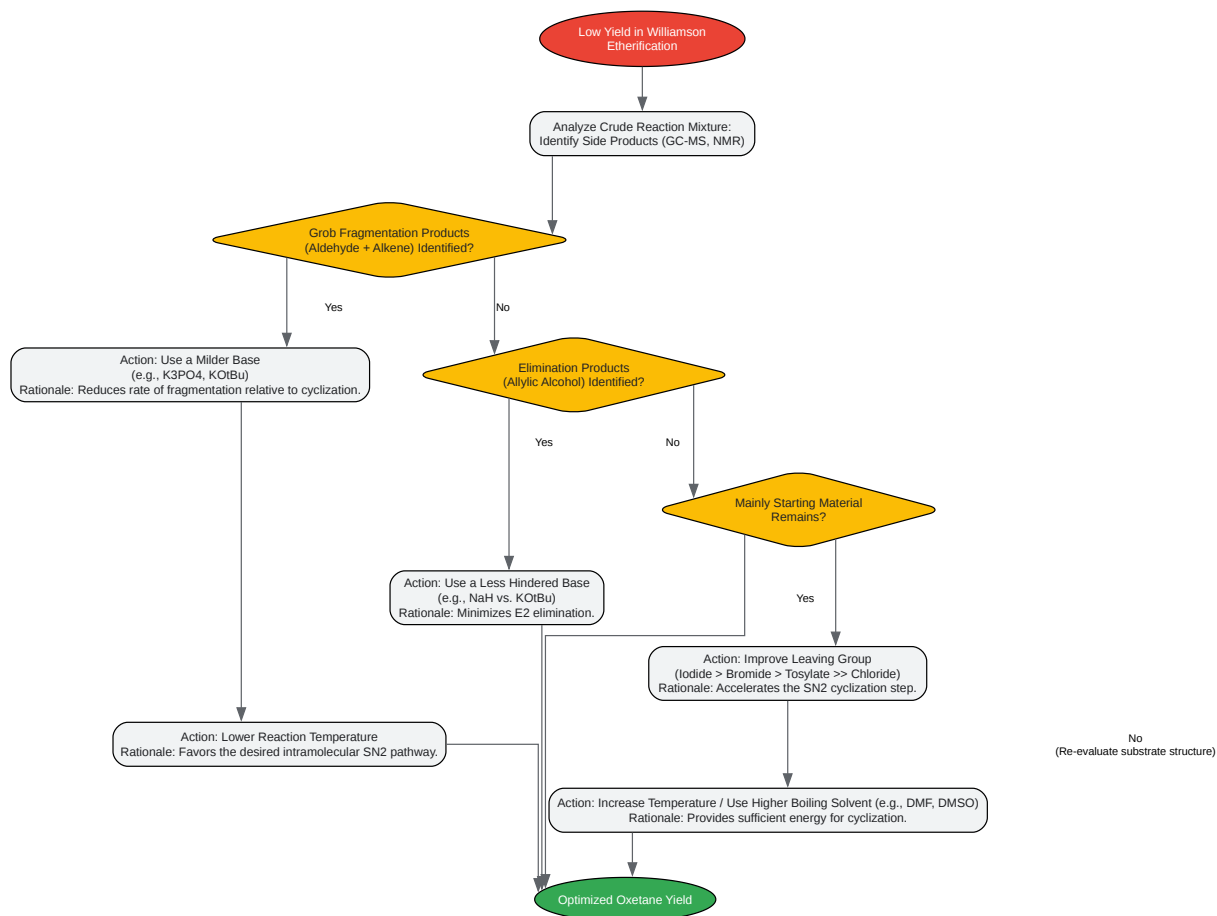 Low Yield in Williamson
Etherification
Analyze Crude Reaction Mixture:
Identify Side Products (GC-MS, NMR)
Grob Fragmentation Products
(Aldehyde + Alkene) Identified?
Yes
No
Action: Use a Milder Base
(e.g., K3PO4, KOtBu)
Rationale: Reduces rate of fragmentation relative to cyclization.
Elimination Products
(Allylic Alcohol) Identified?
Yes
No
Mainly Starting Material
Remains?
Action: Use a Less Hindered Base
(e.g., NaH vs. KOtBu)
Rationale: Minimizes E2 elimination.
Yes
Action: Improve Leaving Group
(Iodide > Bromide > Tosylate >> Chloride)
Rationale: Accelerates the SN2 cyclization step.
Action: Lower Reaction Temperature
Rationale: Favors the desired intramolecular SN2 pathway.
No
(Re-evaluate substrate structure)
Action: Increase Temperature / Use Higher Boiling Solvent (e.g., DMF, DMSO)
Rationale: Provides sufficient energy for cyclization.
Optimized Oxetane Yield